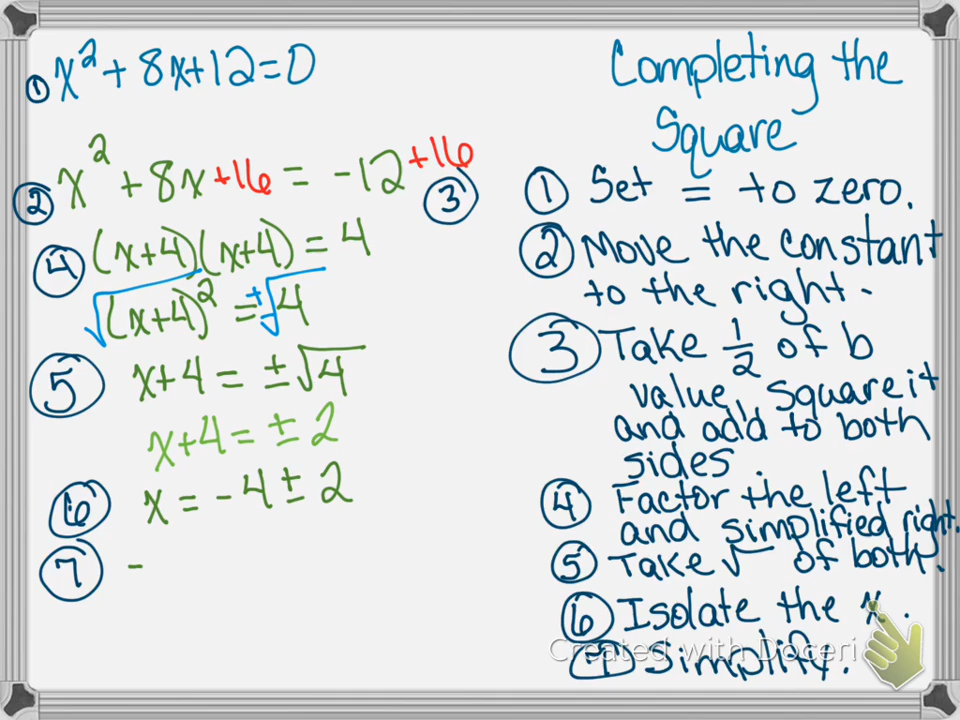 ① x² + 8x+12=0
② x² + 8x +16 = -12 +16 ③
④ (x+4)(x+4) = 4
√(x+4)² = ±√4
⑤ x+4 = ±√4
x+4 = ± 2
⑥ x = -4 ± 2
⑦ -
Completing the
Square
① Set = to zero.
② Move the constant
to the right.
③ Take 1/2 of b
value, square it
and add to both
sides
④ Factor the left
and simplified right.
⑤ Take √ of both.
⑥ Isolate the x.
⑦ Simplify.
Created with Doceri